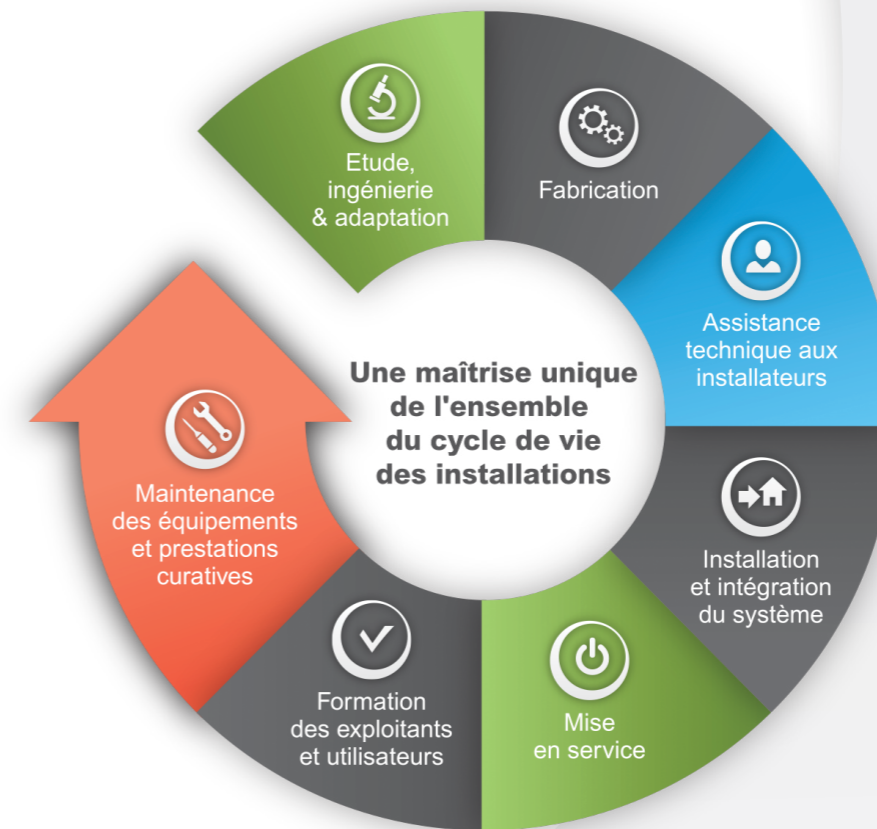 Etude,
ingénierie
& adaptation
Fabrication
Assistance
technique aux
installateurs
Installation
et intégration
du système
Mise
en service
Formation
des exploitants
et utilisateurs
Maintenance
des équipements
et prestations
curatives
Une maîtrise unique
de l'ensemble
du cycle de vie
des installations